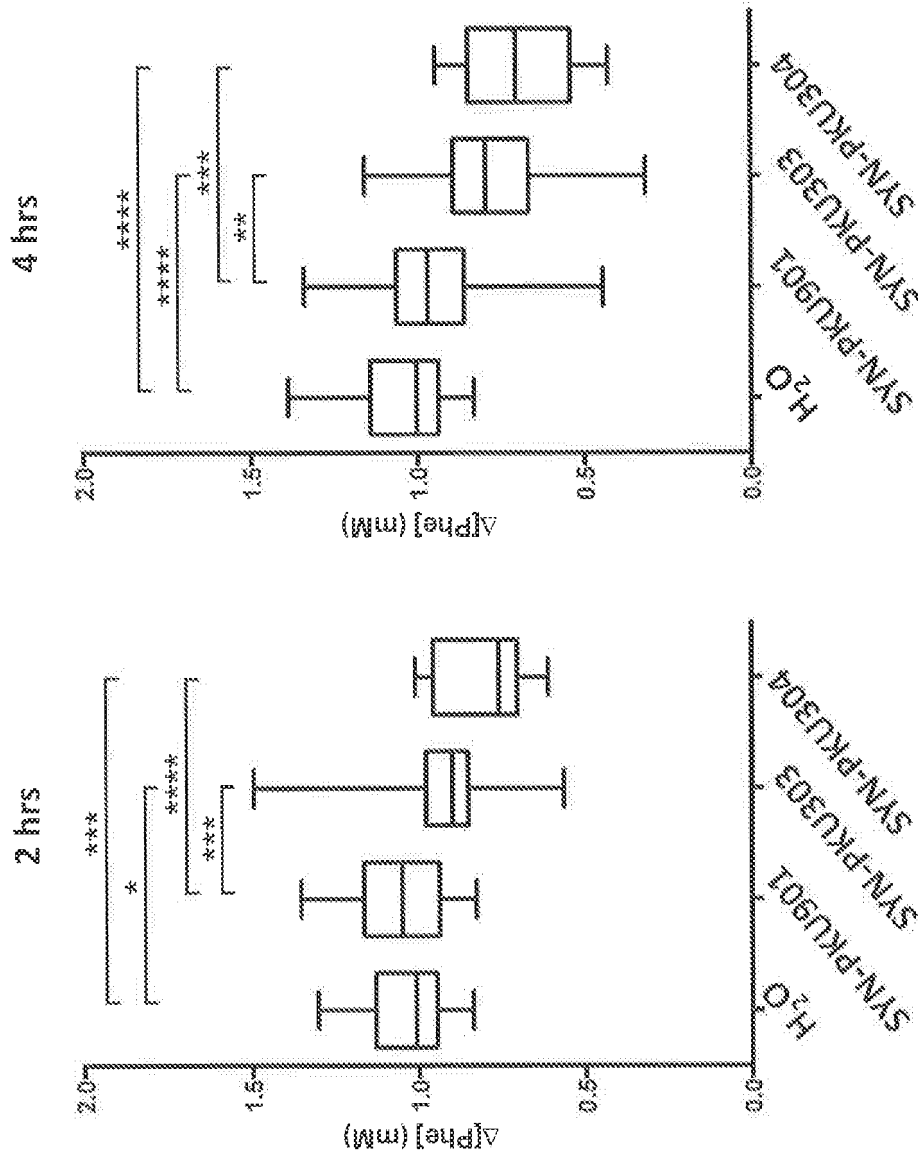 2 hrs
***
*
****
***
Δ[Phe] (mM)
2.0
1.5
1.0
0.5
0.0
H₂O
SYN-PKU901
SYN-PKU303
SYN-PKU304
4 hrs
****
****
***
**
Δ[Phe] (mM)
2.0
1.5
1.0
0.5
0.0
H₂O
SYN-PKU901
SYN-PKU303
SYN-PKU304